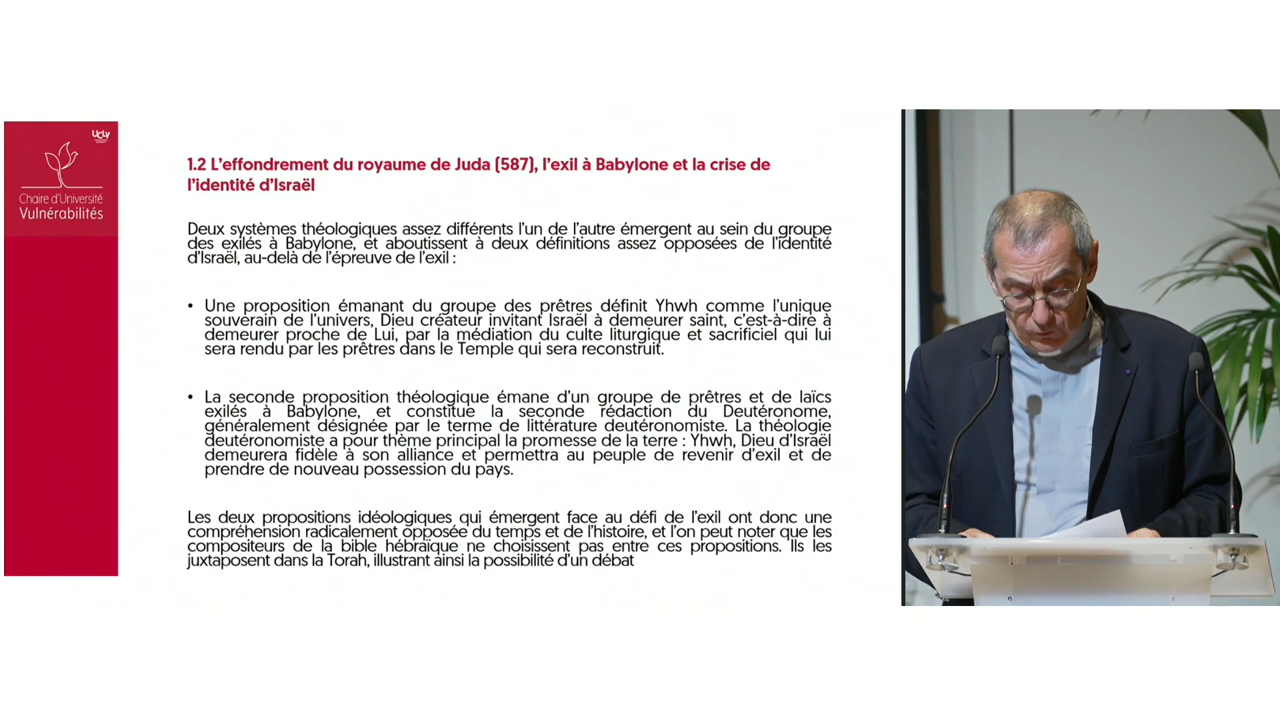 UCLy
Chaire d'Université
Vulnérabilités
1.2 L'effondrement du royaume de Juda (587), l'exil à Babylone et la crise de
l'identité d'Israël
Deux systèmes théologiques assez différents l'un de l'autre émergent au sein du groupe
des exilés à Babylone, et aboutissent à deux définitions assez opposées de l'identité
d'Israël, au-delà de l'épreuve de l'exil :
• Une proposition émanant du groupe des prêtres définit Yhwh comme l'unique
souverain de l'univers, Dieu créateur invitant Israël à demeurer saint, c'est-à-dire à
demeurer proche de Lui, par la médiation du culte liturgique et sacrificiel qui lui
sera rendu par les prêtres dans le Temple qui sera reconstruit.
• La seconde proposition théologique émane d'un groupe de prêtres et de laïcs
exilés à Babylone, et constitue la seconde rédaction du Deutéronome,
généralement désignée par le terme de littérature deutéronomiste. La théologie
deutéronomiste a pour thème principal la promesse de la terre : Yhwh, Dieu d'Israël
demeurera fidèle à son alliance et permettra au peuple de revenir d'exil et de
prendre de nouveau possession du pays.
Les deux propositions idéologiques qui émergent face au défi de l'exil ont donc une
compréhension radicalement opposée du temps et de l'histoire, et l'on peut noter que les
compositeurs de la bible hébraïque ne choisissent pas entre ces propositions. Ils les
juxtaposent dans la Torah, illustrant ainsi la possibilité d'un débat